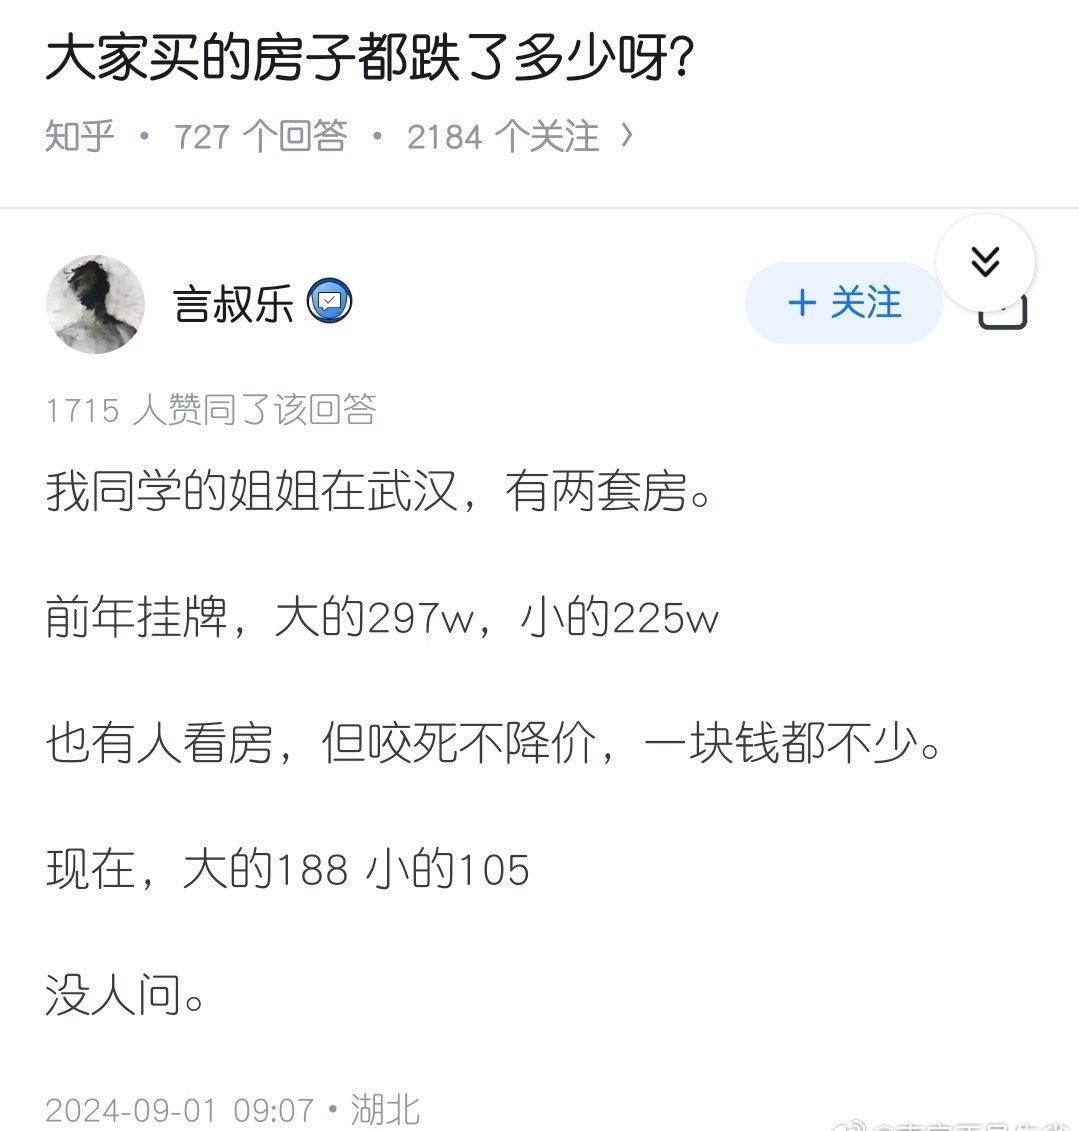 大家买的房子都跌了多少呀？
知乎 · 727 个回答 · 2184 个关注 >
言叔乐
+ 关注
1715 人赞同了该回答
我同学的姐姐在武汉，有两套房。
前年挂牌，大的297w，小的225w
也有人看房，但咬死不降价，一块钱都不少。
现在，大的188 小的105
没人问。
2024-09-01 09:07 · 湖北